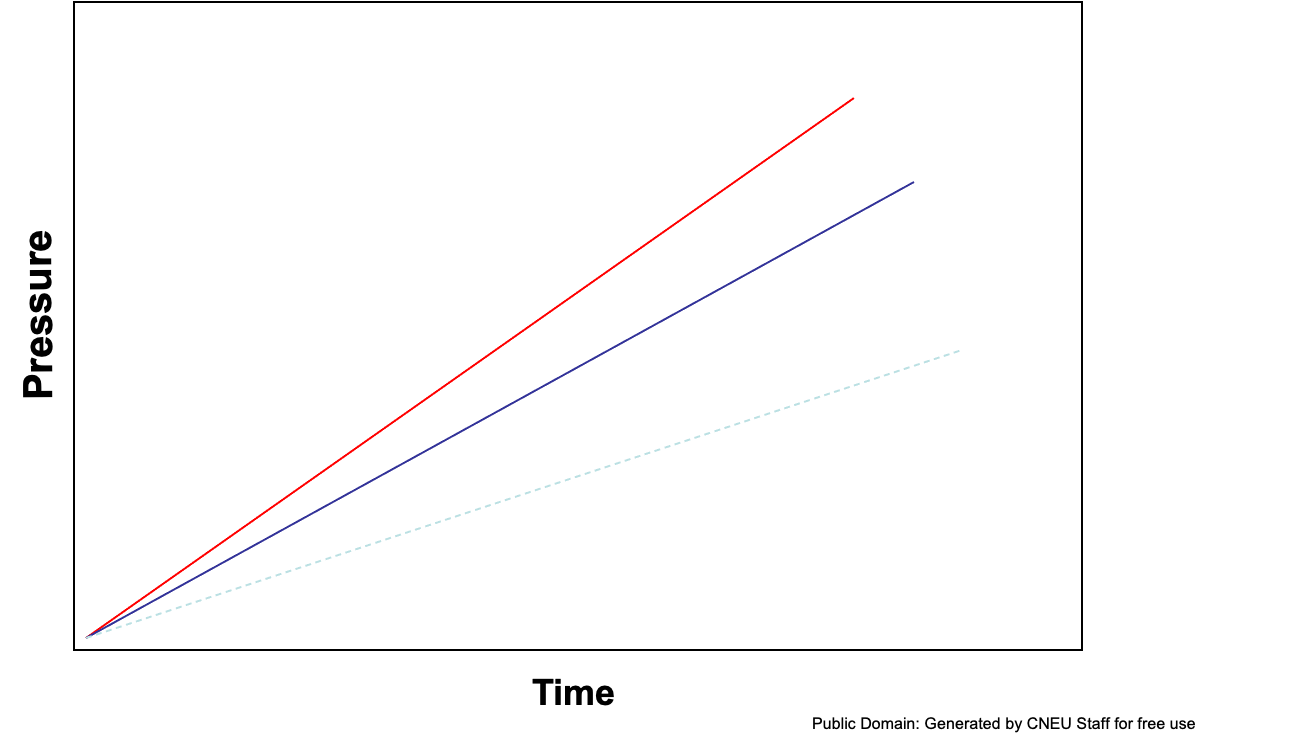 Pressure
Time
Public Domain: Generated by CNEU Staff for free use